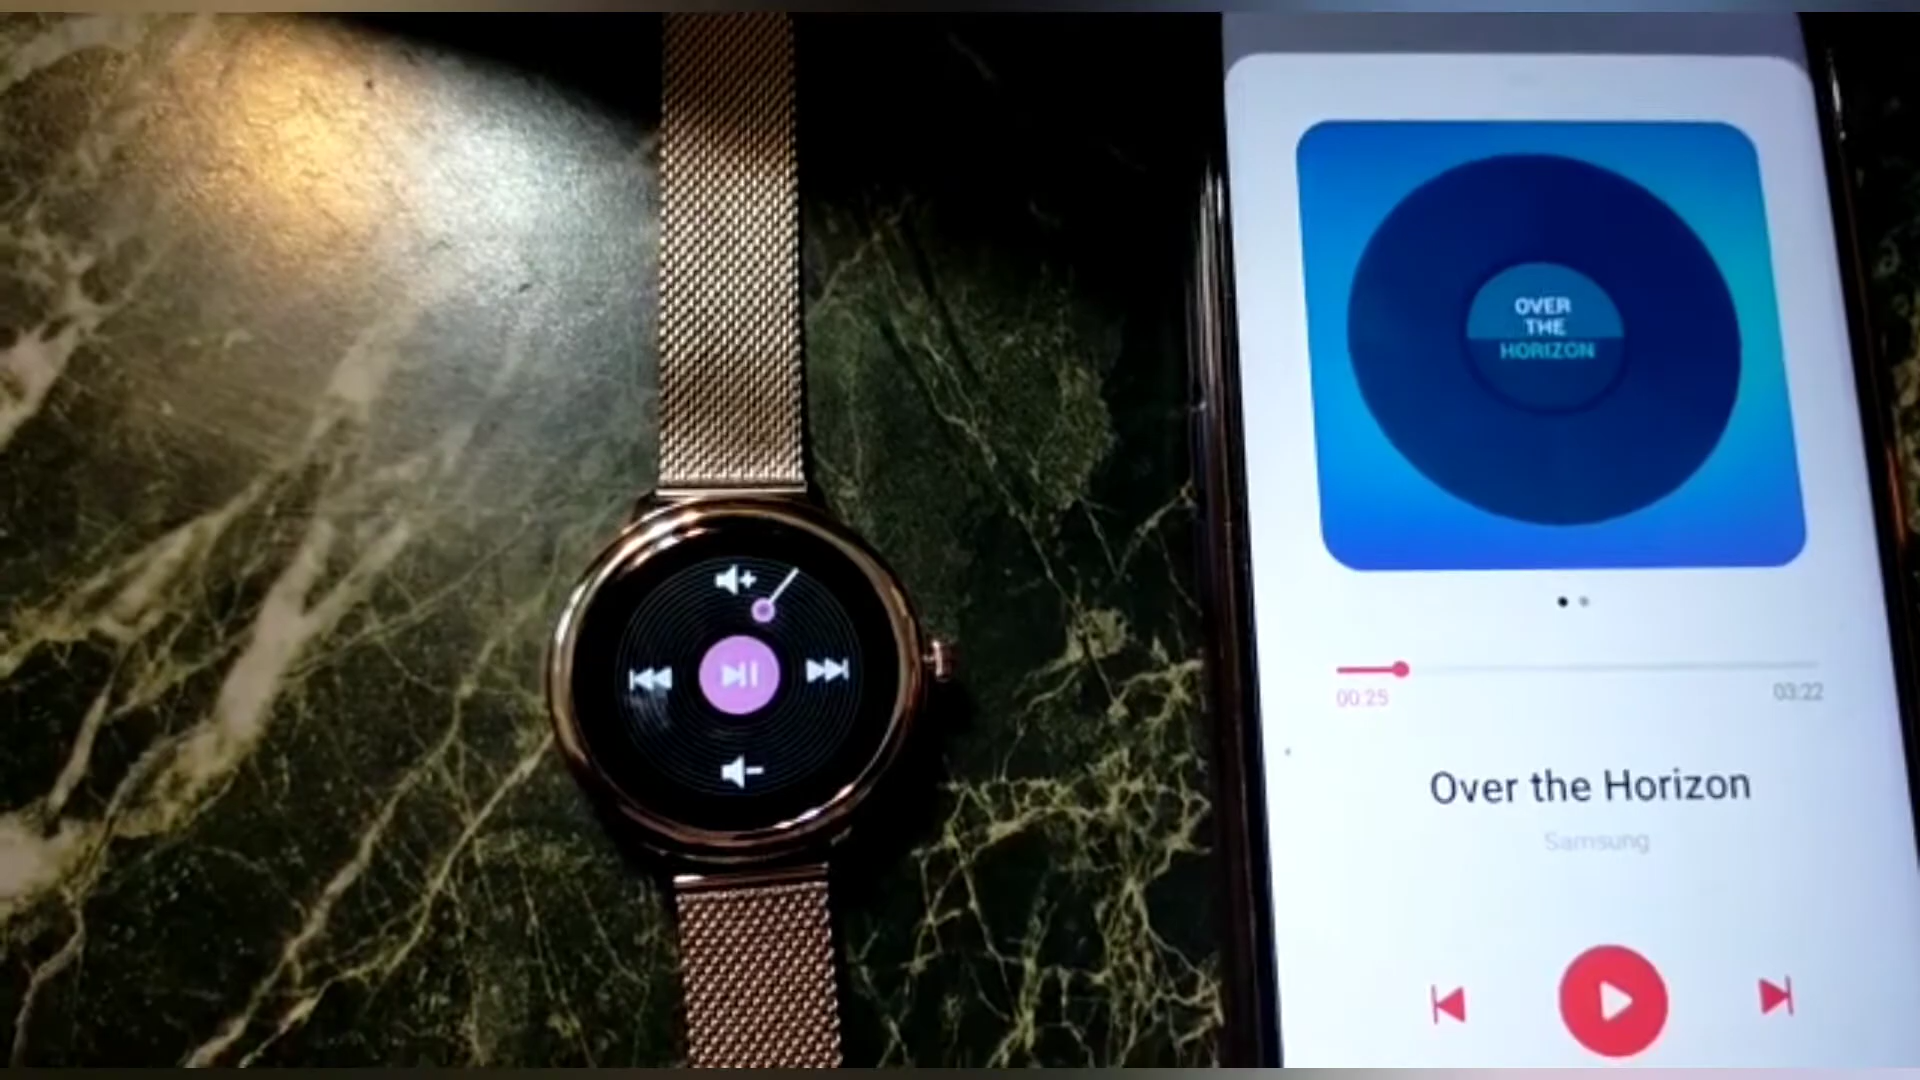 OVER
THE
HORIZON
00:25
03:22
Over the Horizon
Samsung